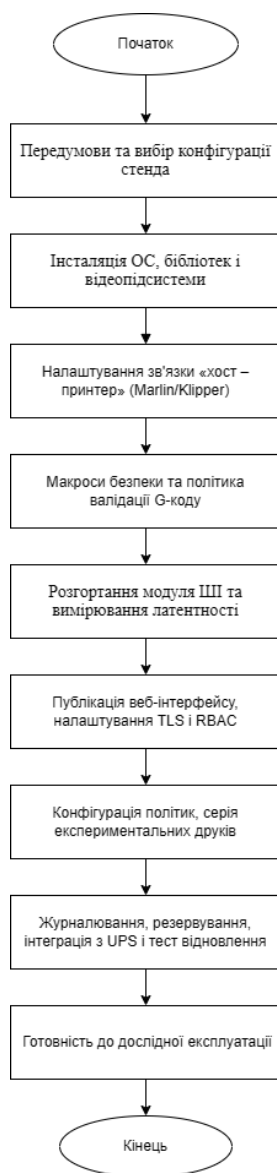 Початок
Передумови та вибір конфігурації
стенда
Інсталяція ОС, бібліотек і
відеопідсистеми
Налаштування зв'язки «хост –
принтер» (Marlin/Klipper)
Макроси безпеки та політика
валідації G-коду
Розгортання модуля ШІ та
вимірювання латентності
Публікація веб-інтерфейсу,
налаштування TLS і RBAC
Конфігурація політик, серія
експериментальних друків
Журналювання, резервування,
інтеграція з UPS і тест відновлення
Готовність до дослідної експлуатації
Кінець